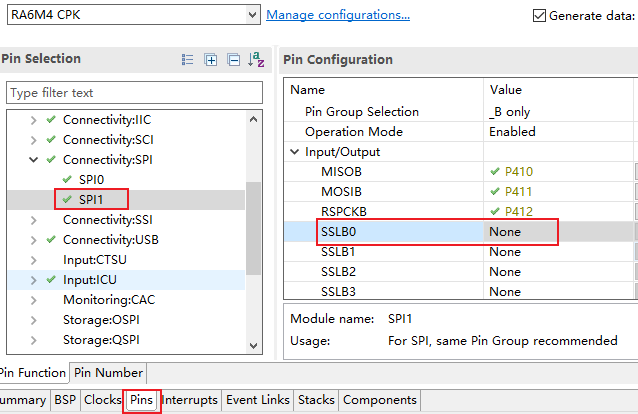 RA6M4 CPK
Manage configurations...
Generate data:
Pin Selection
Type filter text
Connectivity:IIC
Connectivity:SCI
Connectivity:SPI
SPI0
SPI1
Connectivity:SSI
Connectivity:USB
Input:CTSU
Input:ICU
Monitoring:CAC
Storage:OSPI
Storage:QSPI
Pin Configuration
Name Value
Pin Group Selection _B only
Operation Mode Enabled
Input/Output
MISOB P410
MOSIB P411
RSPCKB P412
SSLB0 None
SSLB1 None
SSLB2 None
SSLB3 None
Module name: SPI1
Usage: For SPI, same Pin Group recommended
Pin Function Pin Number
ummary BSP Clocks Pins Interrupts Event Links Stacks Components